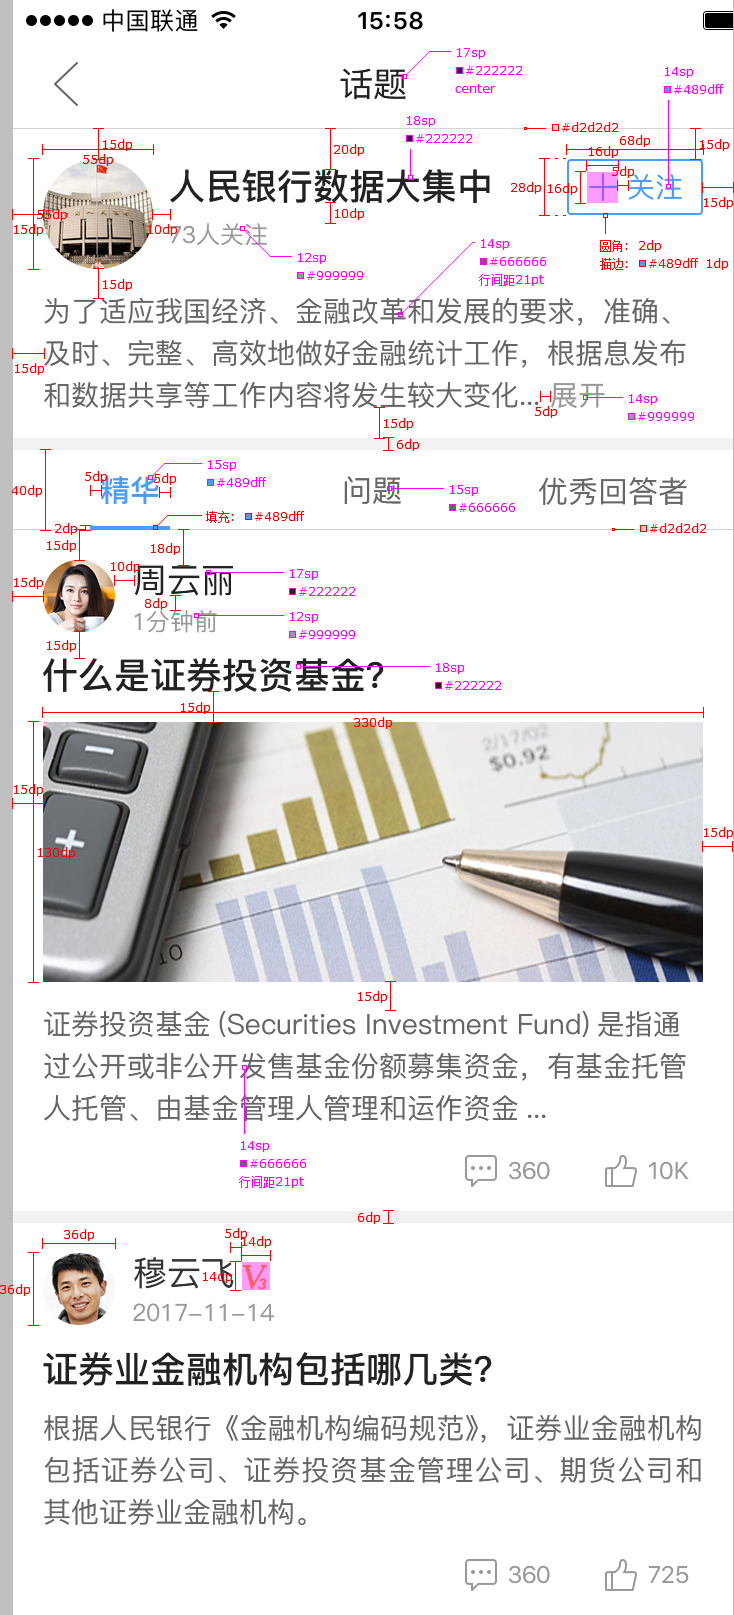 中国联通 15:58
话题
17sp
#222222
center
14sp
#489dff
18sp
#222222
#d2d2d2
15dp
20dp
68dp
15dp
55dp
16dp
5dp
人民银行数据大集中
28dp
16dp
关注
55dp
15dp
10dp
10dp
15dp
73人关注
圆角: 2dp
描边: #489dff 1dp
12sp
#999999
14sp
#666666
行间距21pt
15dp
为了适应我国经济、金融改革和发展的要求，准确、
及时、完整、高效地做好金融统计工作，根据息发布
和数据共享等工作内容将发生较大变化... 展开
15dp
5dp
14sp
#999999
15dp
6dp
40dp
5dp
精华
5dp
15sp
#489dff
问题
15sp
#666666
优秀回答者
填充: #489dff
2dp
#d2d2d2
15dp
18dp
周云丽
15dp
10dp
17sp
#222222
8dp
1分钟前
12sp
#999999
15dp
什么是证券投资基金?
18sp
#222222
15dp
330dp
2/17/02
$0.92
15dp
130dp
15dp
10
15dp
证券投资基金 (Securities Investment Fund) 是指通
过公开或非公开发售基金份额募集资金，有基金托管
人托管、由基金管理人管理和运作资金 ...
14sp
#666666
行间距21pt
360 10K
6dp
36dp
5dp
14dp
穆云飞 V3
14dp
36dp
2017-11-14
证券业金融机构包括哪几类?
根据人民银行《金融机构编码规范》，证券业金融机构
包括证券公司、证券投资基金管理公司、期货公司和
其他证券业金融机构。
360 725